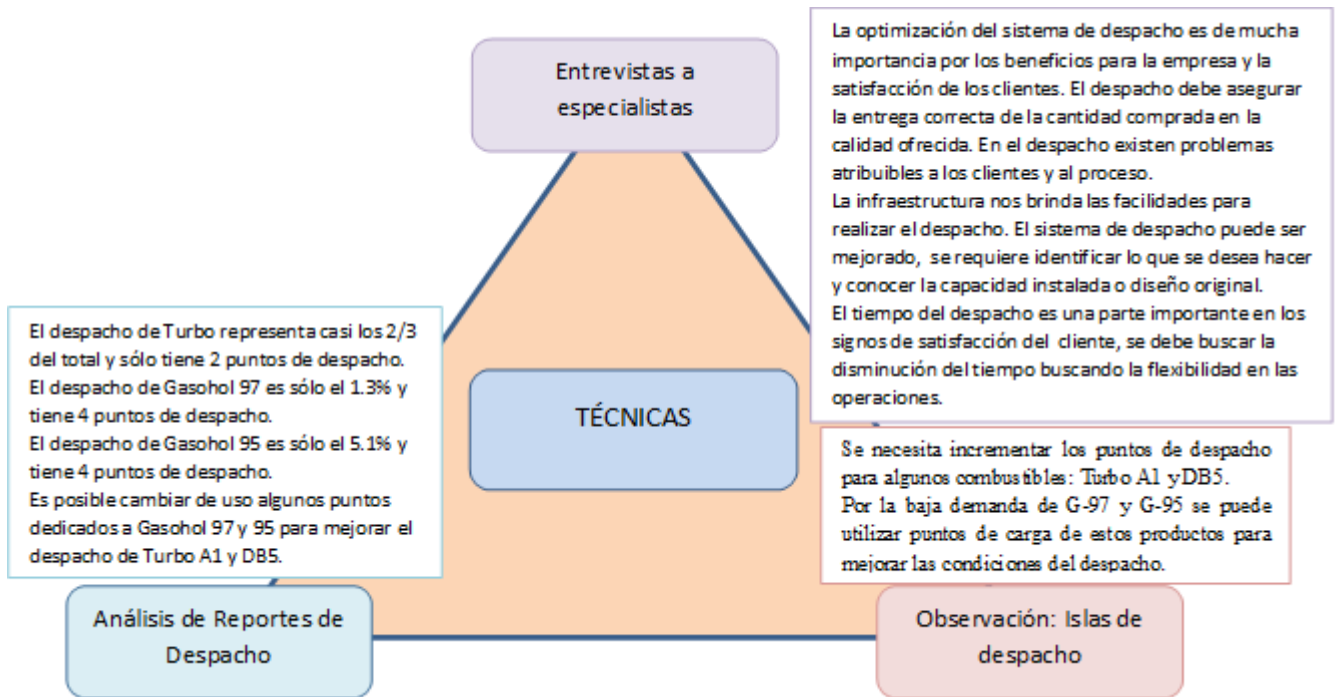 Entrevistas a
especialistas
La optimización del sistema de despacho es de mucha
importancia por los beneficios para la empresa y la
satisfacción de los clientes. El despacho debe asegurar
la entrega correcta de la cantidad comprada en la
calidad ofrecida. En el despacho existen problemas
atribuibles a los clientes y al proceso.
La infraestructura nos brinda las facilidades para
realizar el despacho. El sistema de despacho puede ser
mejorado, se requiere identificar lo que se desea hacer
y conocer la capacidad instalada o diseño original.
El tiempo del despacho es una parte importante en los
signos de satisfacción del cliente, se debe buscar la
disminución del tiempo buscando la flexibilidad en las
operaciones.
El despacho de Turbo representa casi los 2/3
del total y sólo tiene 2 puntos de despacho.
El despacho de Gasohol 97 es sólo el 1.3% y
tiene 4 puntos de despacho.
El despacho de Gasohol 95 es sólo el 5.1% y
tiene 4 puntos de despacho.
Es posible cambiar de uso algunos puntos
dedicados a Gasohol 97 y 95 para mejorar el
despacho de Turbo A1 y DB5.
TÉCNICAS
Se necesita incrementar los puntos de despacho
para algunos combustibles: Turbo A1 y DB5.
Por la baja demanda de G-97 y G-95 se puede
utilizar puntos de carga de estos productos para
mejorar las condiciones del despacho.
Análisis de Reportes de
Despacho
Observación: Islas de
despacho